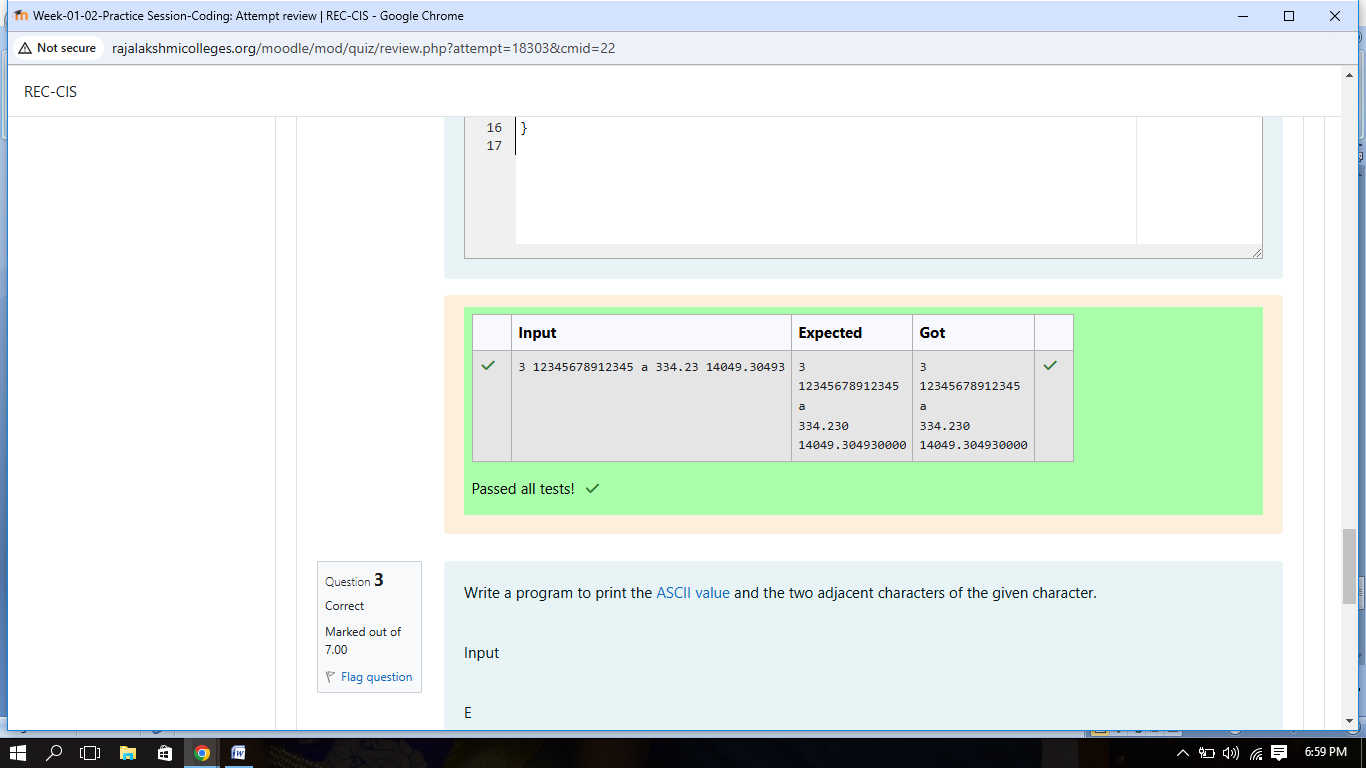 Week-01-02-Practice Session-Coding: Attempt review | REC-CIS - Google Chrome
Not secure rajalakshmicolleges.org/moodle/mod/quiz/review.php?attempt=18303&cmid=22
REC-CIS
16 }
17
Input Expected Got
3 12345678912345 a 334.23 14049.30493 3 3
12345678912345 12345678912345
a a
334.230 334.230
14049.304930000 14049.304930000
Passed all tests!
Question 3
Correct
Marked out of
7.00
Flag question
Write a program to print the ASCII value and the two adjacent characters of the given character.
Input
E
6:59 PM